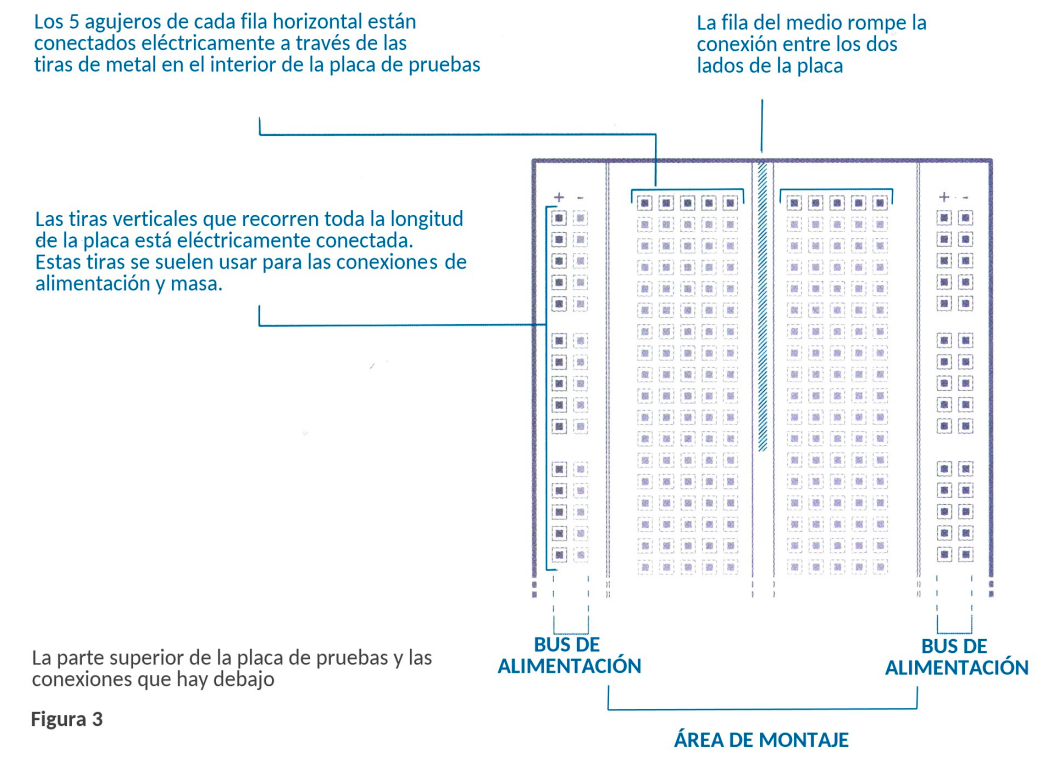 Los 5 agujeros de cada fila horizontal están
conectados eléctricamente a través de las
tiras de metal en el interior de la placa de pruebas
La fila del medio rompe la
conexión entre los dos
lados de la placa
Las tiras verticales que recorren toda la longitud
de la placa está eléctricamente conectada.
Estas tiras se suelen usar para las conexiones de
alimentación y masa.
+ -
+ -
BUS DE
ALIMENTACIÓN
BUS DE
ALIMENTACIÓN
ÁREA DE MONTAJE
La parte superior de la placa de pruebas y las
conexiones que hay debajo
Figura 3